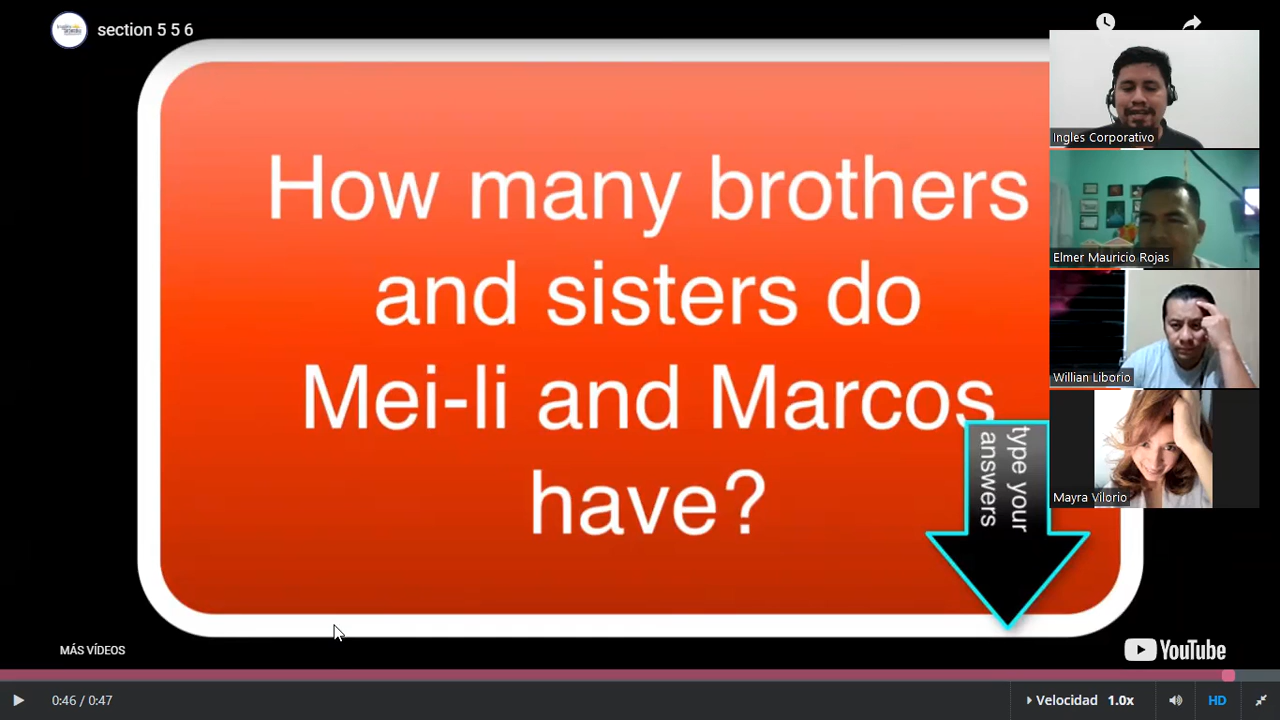 section 5 5 6
How many brothers
and sisters do
Mei-li and Marcos
have?
type your
answers
Ingles Corporativo
Elmer Mauricio Rojas
Willian Liborio
Mayra Vilorio
MÁS VÍDEOS
YouTube
0:46 / 0:47
Velocidad 1.0x
HD